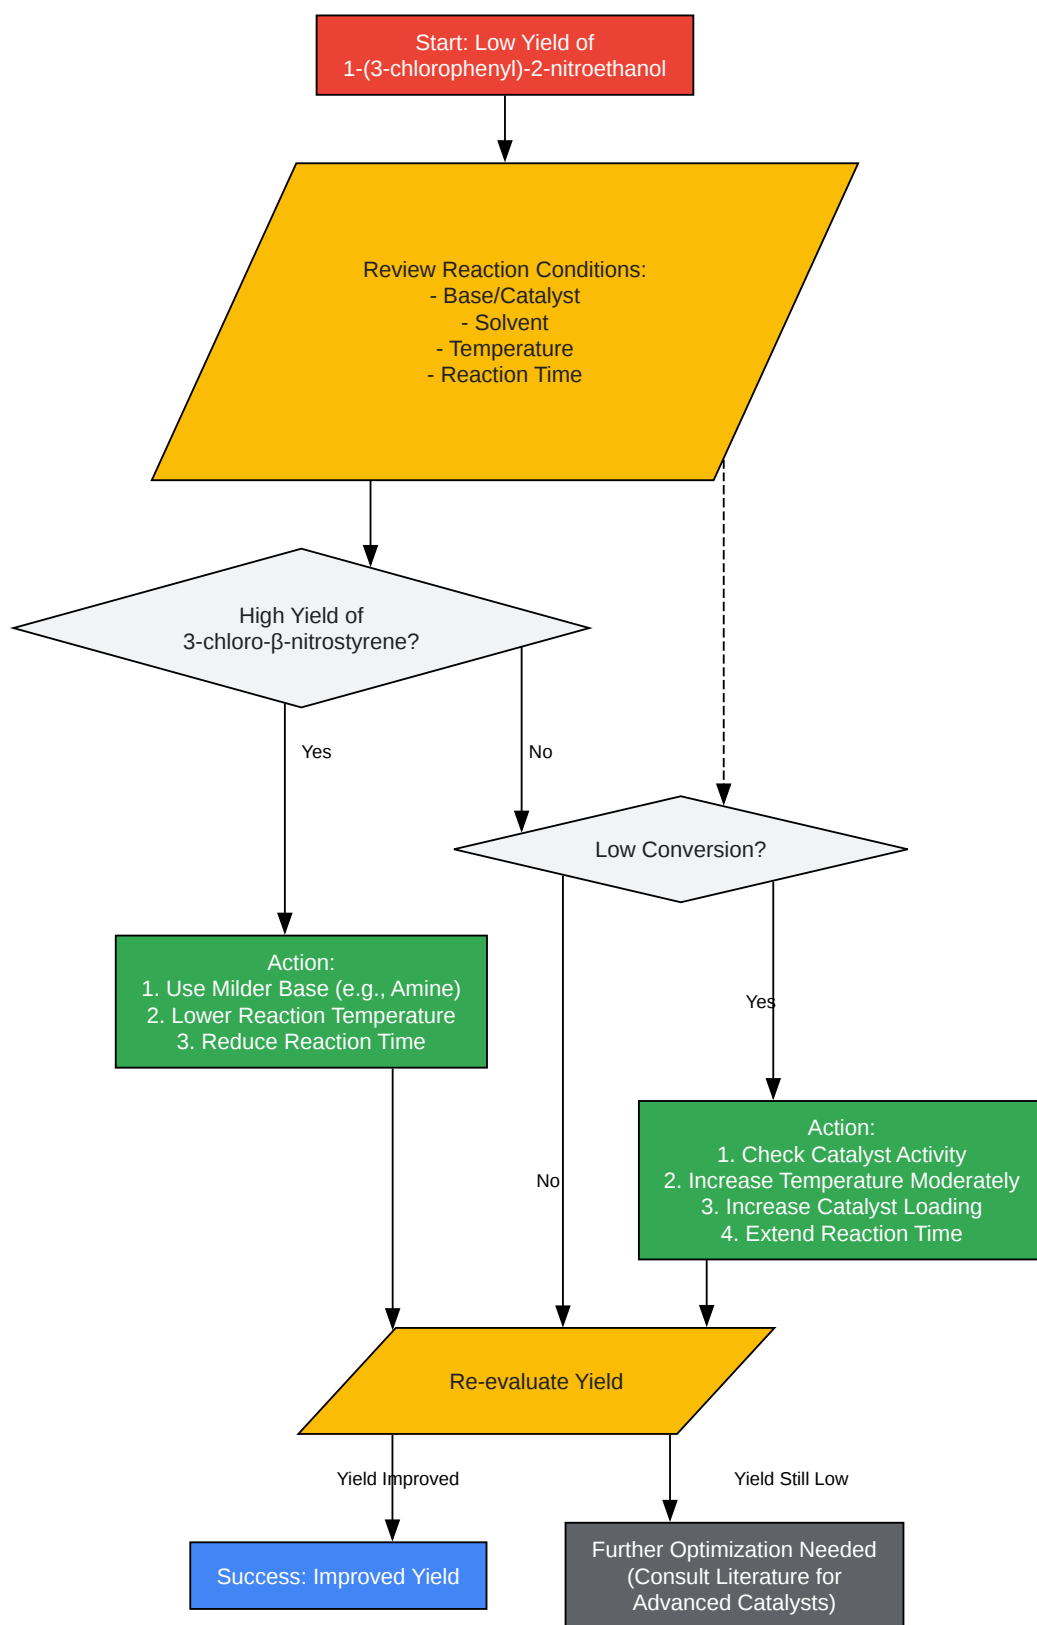 Start: Low Yield of
1-(3-chlorophenyl)-2-nitroethanol
Review Reaction Conditions:
- Base/Catalyst
- Solvent
- Temperature
- Reaction Time
High Yield of
3-chloro-β-nitrostyrene?
Yes
No
Low Conversion?
Action:
1. Use Milder Base (e.g., Amine)
2. Lower Reaction Temperature
3. Reduce Reaction Time
Yes
Action:
1. Check Catalyst Activity
2. Increase Temperature Moderately
3. Increase Catalyst Loading
4. Extend Reaction Time
No
Re-evaluate Yield
Yield Improved
Yield Still Low
Success: Improved Yield
Further Optimization Needed
(Consult Literature for
Advanced Catalysts)